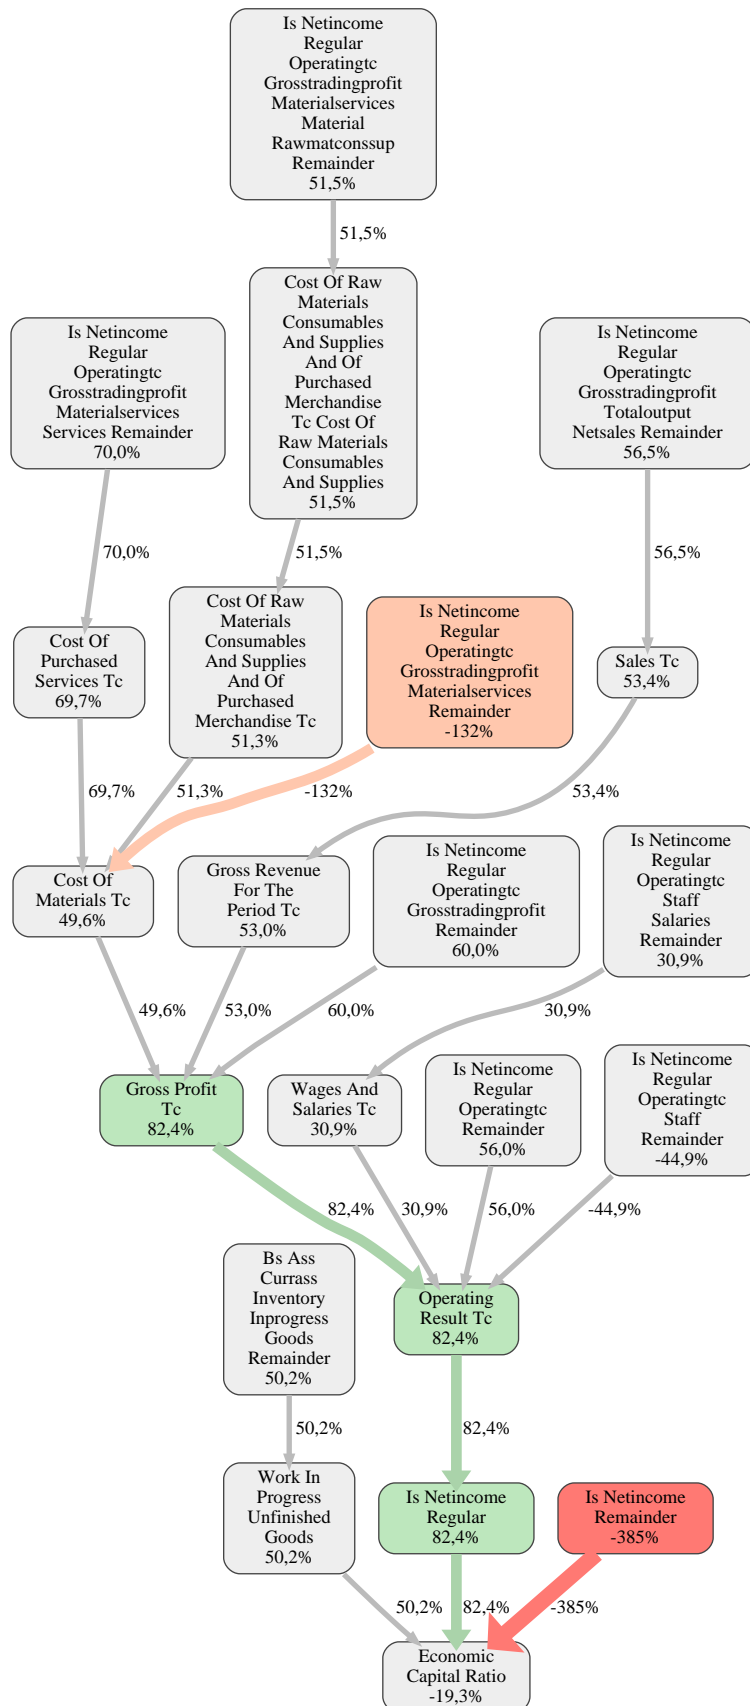 Is Netincome
Regular
Operatingtc
Grosstradingprofit
Materialservices
Material
Rawmatconssup
Remainder
51,5%
51,5%
Cost Of Raw
Materials
Consumables
And Supplies
And Of
Purchased
Merchandise
Tc Cost Of
Raw Materials
Consumables
And Supplies
51,5%
Is Netincome
Regular
Operatingtc
Grosstradingprofit
Materialservices
Services Remainder
70,0%
Is Netincome
Regular
Operatingtc
Grosstradingprofit
Totaloutput
Netsales Remainder
56,5%
70,0%
51,5%
56,5%
Cost Of
Purchased
Services Tc
69,7%
Cost Of Raw
Materials
Consumables
And Supplies
And Of
Purchased
Merchandise Tc
51,3%
Is Netincome
Regular
Operatingtc
Grosstradingprofit
Materialservices
Remainder
-132%
Sales Tc
53,4%
69,7%
51,3%
-132%
53,4%
Cost Of
Materials Tc
49,6%
Gross Revenue
For The
Period Tc
53,0%
Is Netincome
Regular
Operatingtc
Grosstradingprofit
Remainder
60,0%
Is Netincome
Regular
Operatingtc
Staff
Salaries
Remainder
30,9%
49,6%
53,0%
60,0%
30,9%
Gross Profit
Tc
82,4%
Wages And
Salaries Tc
30,9%
Is Netincome
Regular
Operatingtc
Remainder
56,0%
Is Netincome
Regular
Operatingtc
Staff
Remainder
-44,9%
82,4%
30,9%
56,0%
-44,9%
Bs Ass
Currass
Inventory
Inprogress
Goods
Remainder
50,2%
Operating
Result Tc
82,4%
50,2%
82,4%
Work In
Progress
Unfinished
Goods
50,2%
Is Netincome
Regular
82,4%
Is Netincome
Remainder
-385%
50,2%
82,4%
-385%
Economic
Capital Ratio
-19,3%